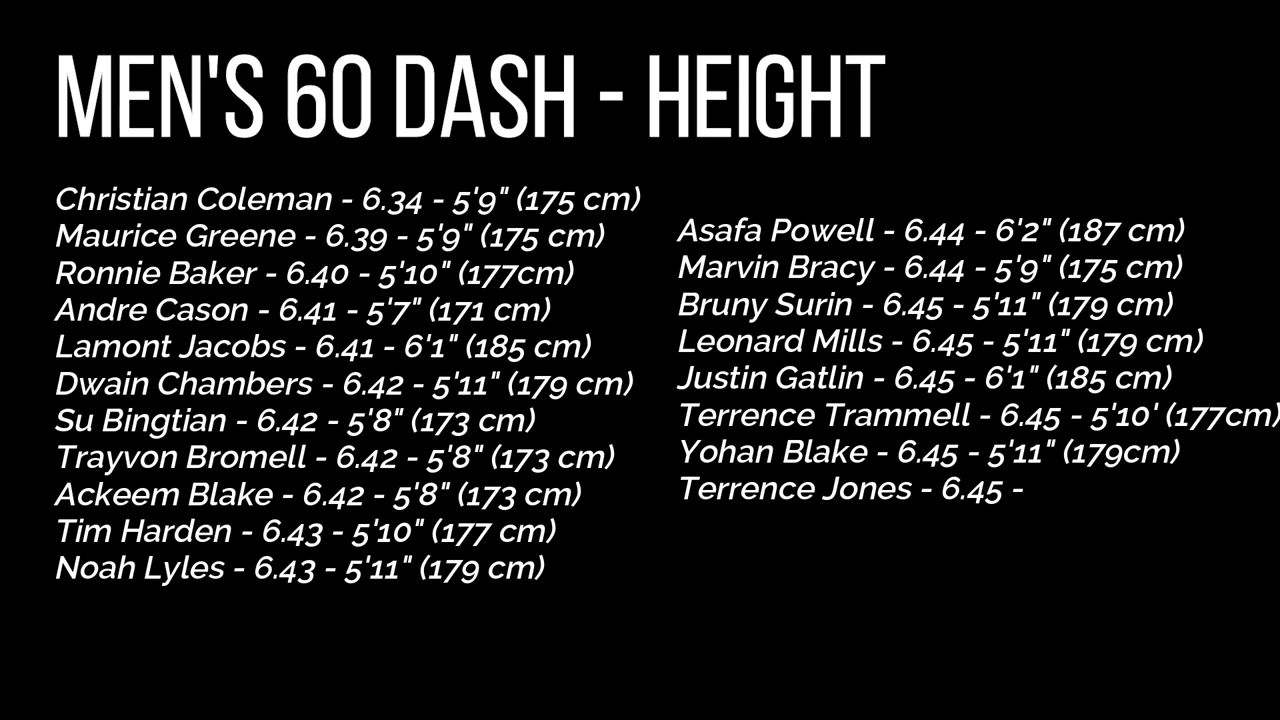 MEN'S 60 DASH - HEIGHT
Christian Coleman - 6.34 - 5'9" (175 cm)
Maurice Greene - 6.39 - 5'9" (175 cm)
Ronnie Baker - 6.40 - 5'10" (177cm)
Andre Cason - 6.41 - 5'7" (171 cm)
Lamont Jacobs - 6.41 - 6'1" (185 cm)
Dwain Chambers - 6.42 - 5'11" (179 cm)
Su Bingtian - 6.42 - 5'8" (173 cm)
Trayvon Bromell - 6.42 - 5'8" (173 cm)
Ackeem Blake - 6.42 - 5'8" (173 cm)
Tim Harden - 6.43 - 5'10" (177 cm)
Noah Lyles - 6.43 - 5'11" (179 cm)
Asafa Powell - 6.44 - 6'2" (187 cm)
Marvin Bracy - 6.44 - 5'9" (175 cm)
Bruny Surin - 6.45 - 5'11" (179 cm)
Leonard Mills - 6.45 - 5'11" (179 cm)
Justin Gatlin - 6.45 - 6'1" (185 cm)
Terrence Trammell - 6.45 - 5'10' (177cm)
Yohan Blake - 6.45 - 5'11" (179cm)
Terrence Jones - 6.45 -